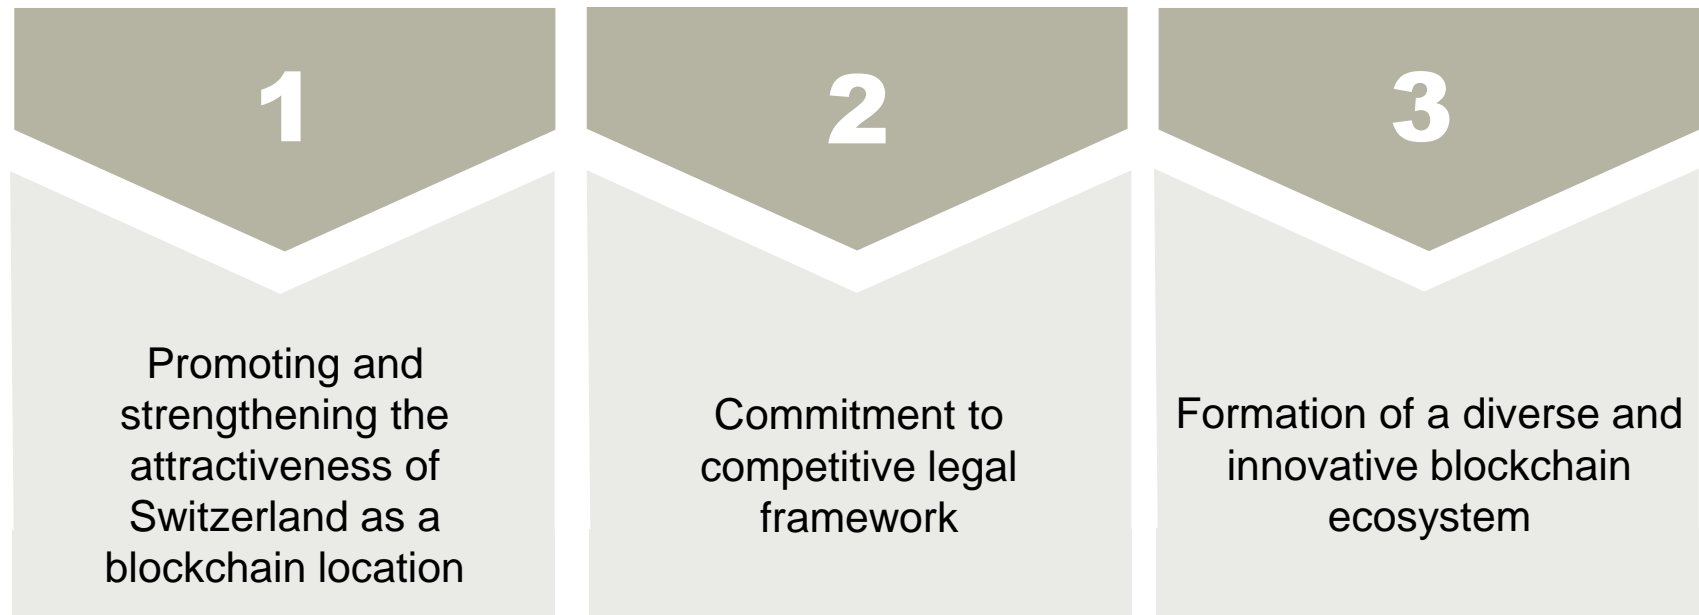 1
Promoting and
strengthening the
attractiveness of
Switzerland as a
blockchain location
2
Commitment to
competitive legal
framework
3
Formation of a diverse and
innovative blockchain
ecosystem